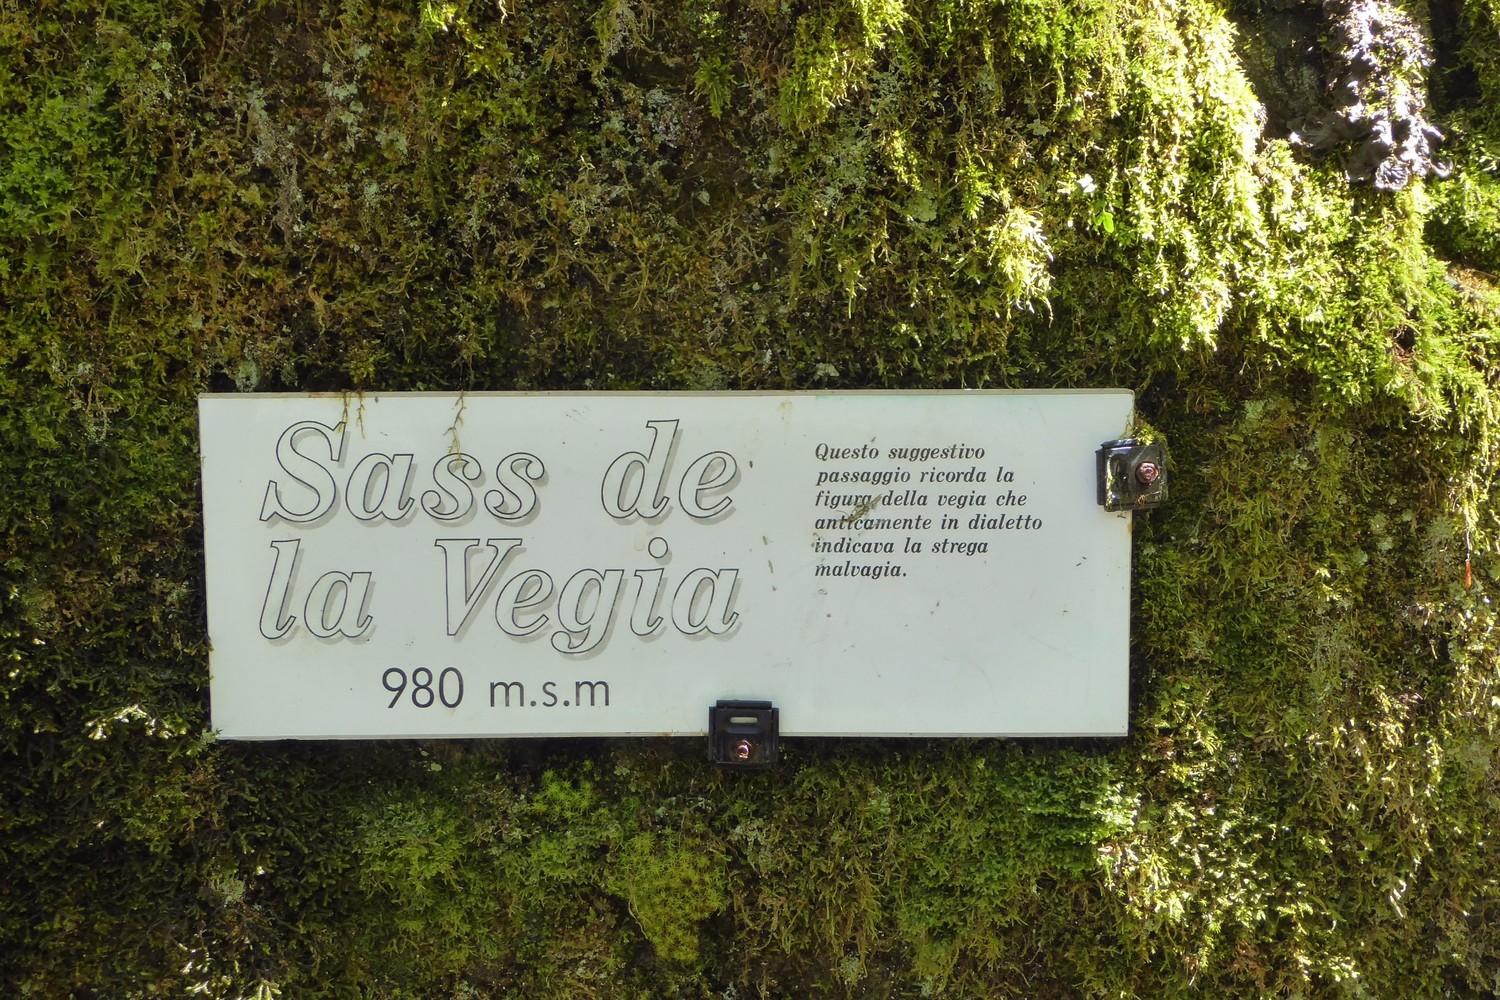 Sass de
la Vegia
980 m.s.m
Questo suggestivo
passaggio ricorda la
figura della vegia che
anticamente in dialetto
indicava la strega
malvagia.